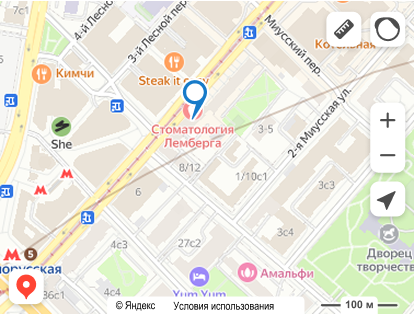 4-й Лесной
3-й Лесной пер.
Миусский пер.
Котельная
Кимчи
Steak it easy
Стоматология
Лемберга
3-5
2-я Миусская ул.
She
8/12
6
1/10с1
3с3
М
М
М
5
4с3
27с2
3с4
Дворец
творчества
36с1
4с1
Yum Yum
Амальфи
© Яндекс
Условия использования
100 м